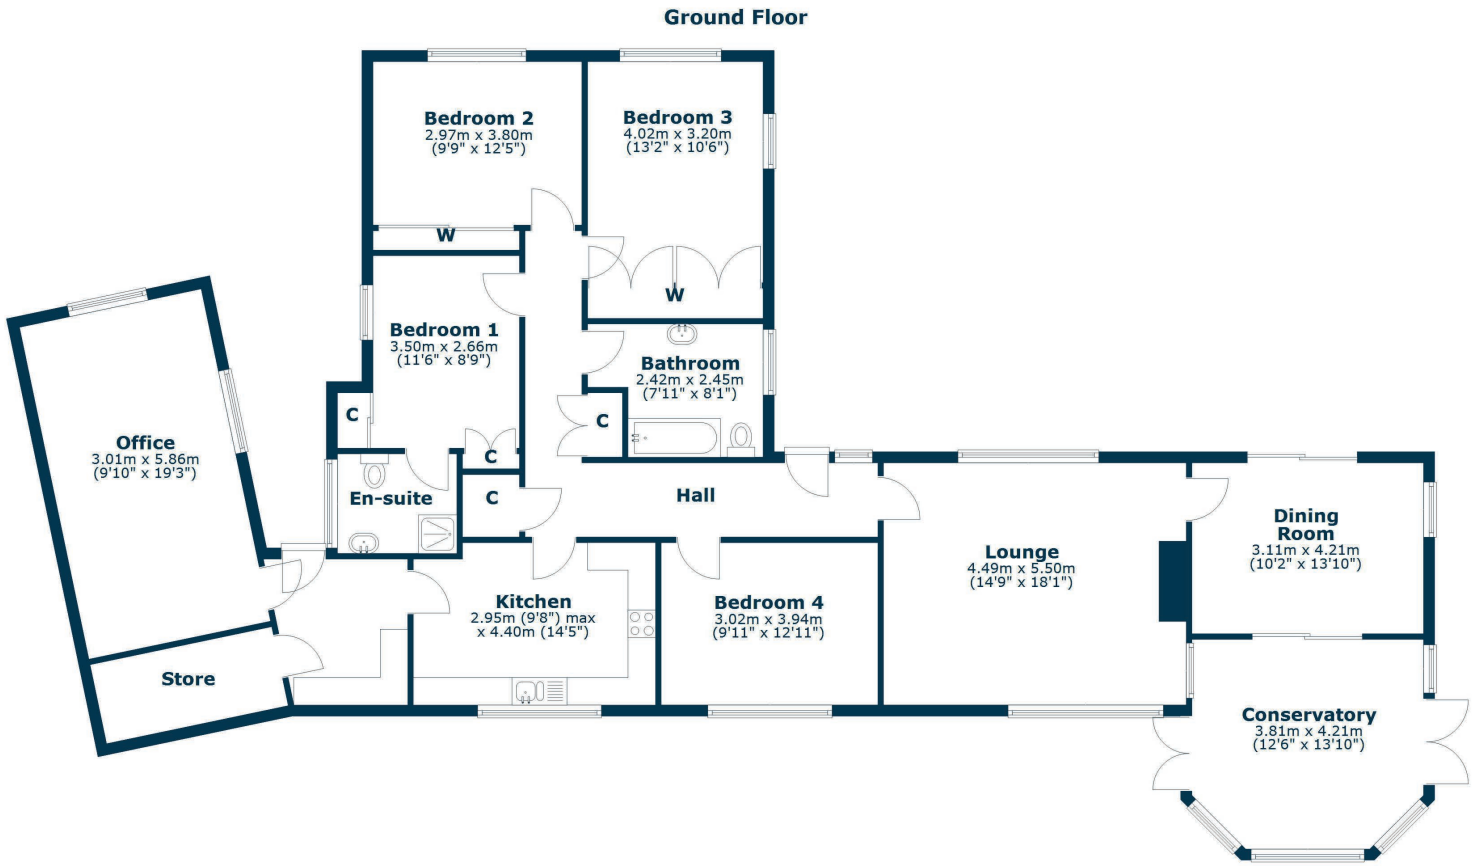 Ground Floor
Bedroom 2
2.97m x 3.80m
(9'9" x 12'5")
W
Bedroom 3
4.02m x 3.20m
(13'2" x 10'6")
W
Bedroom 1
3.50m x 2.66m
(11'6" x 8'9")
C
C
Bathroom
2.42m x 2.45m
(7'11" x 8'1")
C
Office
3.01m x 5.86m
(9'10" x 19'3")
En-suite
C
Hall
Lounge
4.49m x 5.50m
(14'9" x 18'1")
Dining
Room
3.11m x 4.21m
(10'2" x 13'10")
Kitchen
2.95m (9'8") max
x 4.40m (14'5")
Bedroom 4
3.02m x 3.94m
(9'11" x 12'11")
Store
Conservatory
3.81m x 4.21m
(12'6" x 13'10")